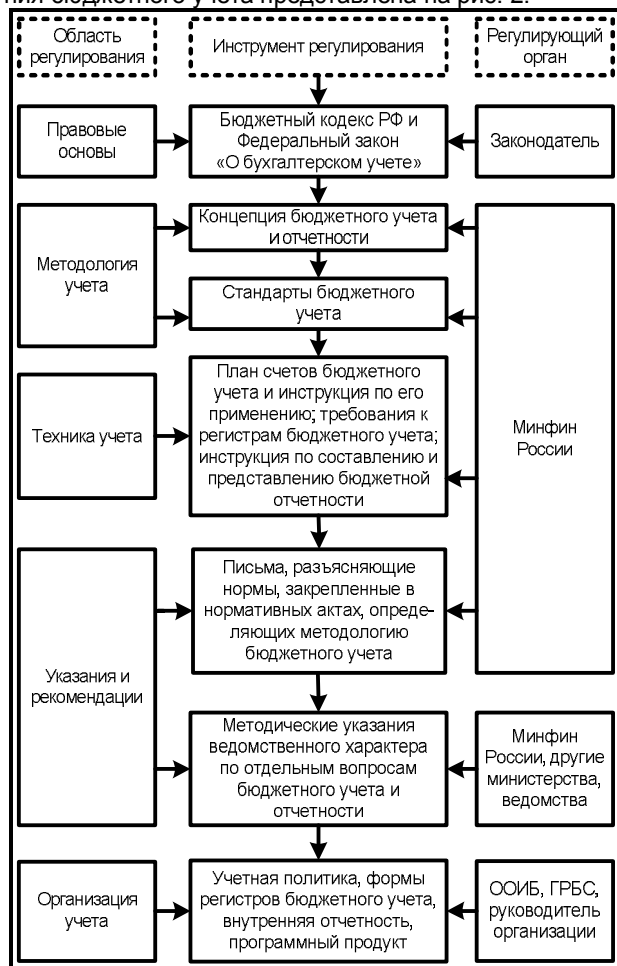 ния бюджетного учета представлена на рис. 2.
Область
регулирования
Инструмент регулирования
Регулирующий
орган
Правовые
основы
Бюджетный кодекс РФ и
Федеральный закон
«О бухгалтерском учете»
Законодатель
Методология
учета
Концепция бюджетного учета
и отчетности
Стандарты бюджетного
учета
Техника учета
План счетов бюджетного
учета и инструкция по его
применению; требования к
регистрам бюджетного учета;
инструкция по составлению и
представлению бюджетной
отчетности
Минфин
России
Указания и
рекомендации
Письма, разъясняющие
нормы, закрепленные в
нормативных актах, опреде-
ляющих методологию
бюджетного учета
Методические указания
ведомственного характера
по отдельным вопросам
бюджетного учета и
отчетности
Минфин
России, другие
министерства,
ведомства
Организация
учета
Учетная политика, формы
регистров бюджетного учета,
внутренняя отчетность,
программный продукт
ООИБ, ГРБС,
руководитель
организации